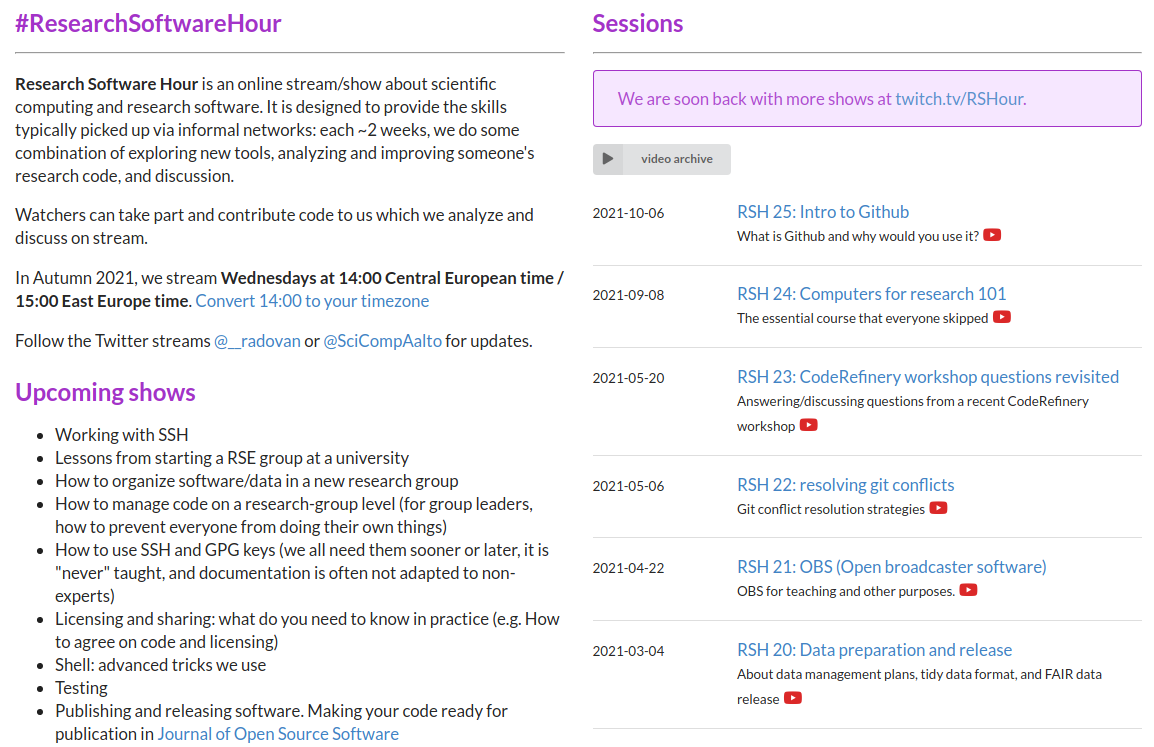 #ResearchSoftwareHour
Research Software Hour is an online stream/show about scientific
computing and research software. It is designed to provide the skills
typically picked up via informal networks: each ~2 weeks, we do some
combination of exploring new tools, analyzing and improving someone's
research code, and discussion.
Watchers can take part and contribute code to us which we analyze and
discuss on stream.
In Autumn 2021, we stream Wednesdays at 14:00 Central European time /
15:00 East Europe time. Convert 14:00 to your timezone
Follow the Twitter streams @__radovan or @SciCompAalto for updates.
Upcoming shows
• Working with SSH
• Lessons from starting a RSE group at a university
• How to organize software/data in a new research group
• How to manage code on a research-group level (for group leaders,
how to prevent everyone from doing their own things)
• How to use SSH and GPG keys (we all need them sooner or later, it is
"never" taught, and documentation is often not adapted to non-
experts)
• Licensing and sharing: what do you need to know in practice (e.g. How
to agree on code and licensing)
• Shell: advanced tricks we use
• Testing
• Publishing and releasing software. Making your code ready for
publication in Journal of Open Source Software
Sessions
We are soon back with more shows at twitch.tv/RSHour.
video archive
2021-10-06 RSH 25: Intro to Github
What is Github and why would you use it?
2021-09-08 RSH 24: Computers for research 101
The essential course that everyone skipped
2021-05-20 RSH 23: CodeRefinery workshop questions revisited
Answering/discussing questions from a recent CodeRefinery
workshop
2021-05-06 RSH 22: resolving git conflicts
Git conflict resolution strategies
2021-04-22 RSH 21: OBS (Open broadcaster software)
OBS for teaching and other purposes.
2021-03-04 RSH 20: Data preparation and release
About data management plans, tidy data format, and FAIR data
release